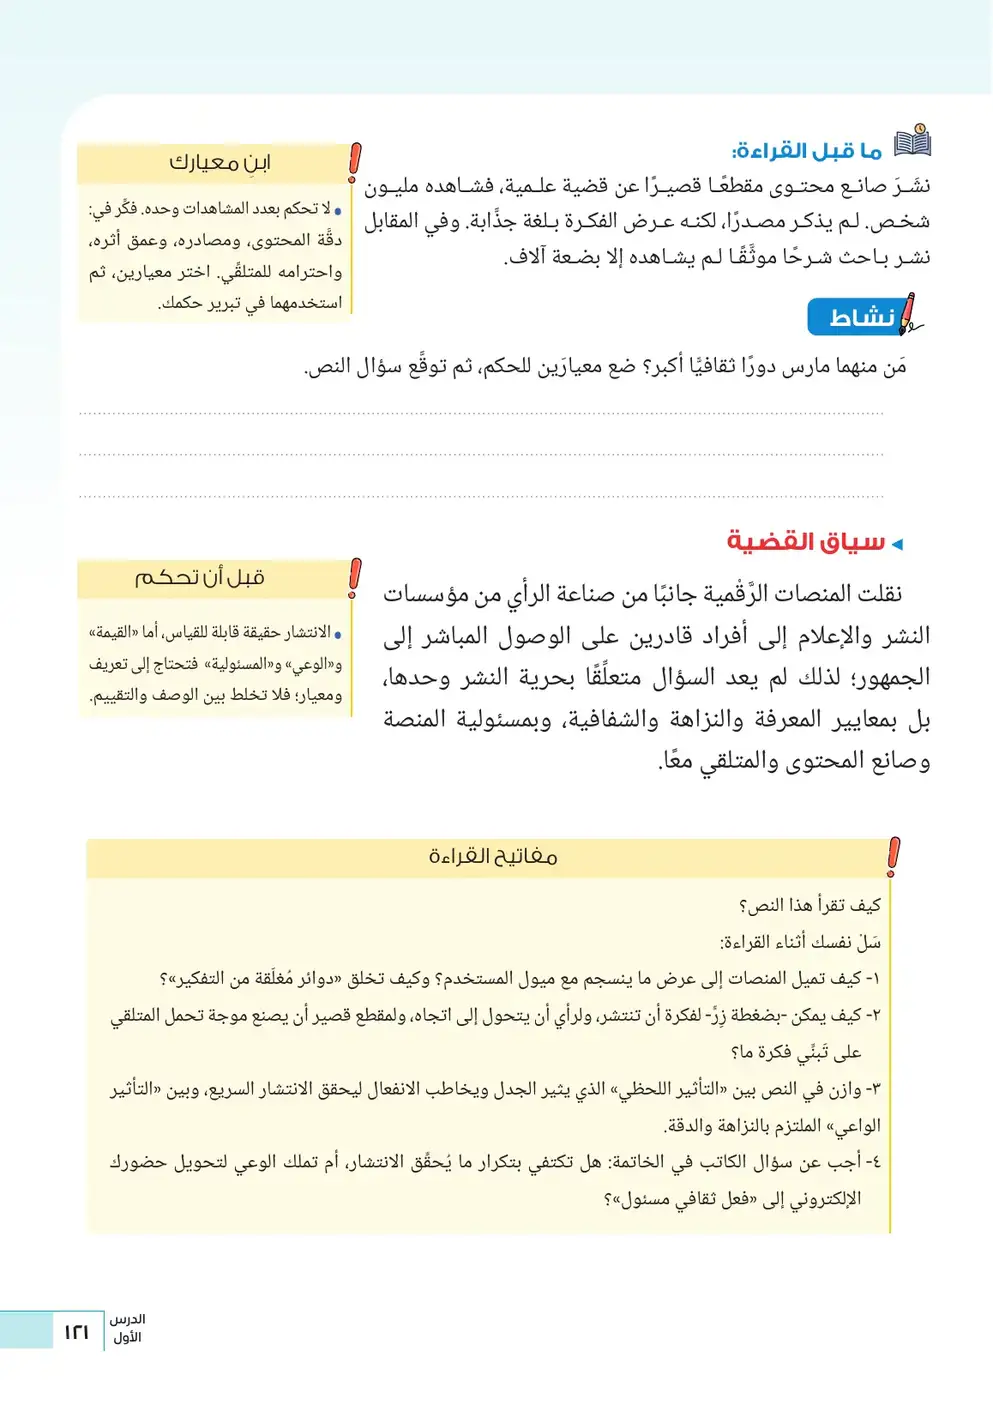 ما قبل القراءة:
نشَرَ صانع محتوى مقطعًا قصيرًا عن قضية علمية، فشاهده مليون
شخص. لم يذكر مصدرًا، لكنه عرض الفكرة بلغة جذَّابة. وفي المقابل
نشر باحث شرحًا موثَّقًا لم يشاهده إلا بضعة آلاف.
ابنِ معيارك
• لا تحكم بعدد المشاهدات وحده. فكِّر في:
دقَّة المحتوى، ومصادره، وعمق أثره،
واحترامه للمتلقِّي. اختر معيارين، ثم
استخدمهما في تبرير حكمك.
نشاط
مَن منهما مارس دورًا ثقافيًّا أكبر؟ ضع معيارَين للحكم، ثم توقَّع سؤال النص.
سياق القضية
نقلت المنصات الرَّقْمية جانبًا من صناعة الرأي من مؤسسات
النشر والإعلام إلى أفراد قادرين على الوصول المباشر إلى
الجمهور؛ لذلك لم يعد السؤال متعلِّقًا بحرية النشر وحدها،
بل بمعايير المعرفة والنزاهة والشفافية، وبمسئولية المنصة
وصانع المحتوى والمتلقي معًا.
قبل أن تحكم
• الانتشار حقيقة قابلة للقياس، أما «القيمة»
و«الوعي» و«المسئولية» فتحتاج إلى تعريف
ومعيار؛ فلا تخلط بين الوصف والتقييم.
مفاتيح القراءة
كيف تقرأ هذا النص؟
سَلْ نفسك أثناء القراءة:
١- كيف تميل المنصات إلى عرض ما ينسجم مع ميول المستخدم؟ وكيف تخلق «دوائر مُغلَقة من التفكير»؟
٢- كيف يمكن -بضغطة زِرٍّ- لفكرة أن تنتشر، ولرأي أن يتحول إلى اتجاه، ولمقطع قصير أن يصنع موجة تحمل المتلقي
على تَبنِّي فكرة ما؟
٣- وازن في النص بين «التأثير اللحظي» الذي يثير الجدل ويخاطب الانفعال ليحقق الانتشار السريع، وبين «التأثير
الواعي» الملتزم بالنزاهة والدقة.
٤- أجب عن سؤال الكاتب في الخاتمة: هل تكتفي بتكرار ما يُحقِّق الانتشار، أم تملك الوعي لتحويل حضورك
الإلكتروني إلى «فعل ثقافي مسئول»؟
الدرس
الأول
١٢١